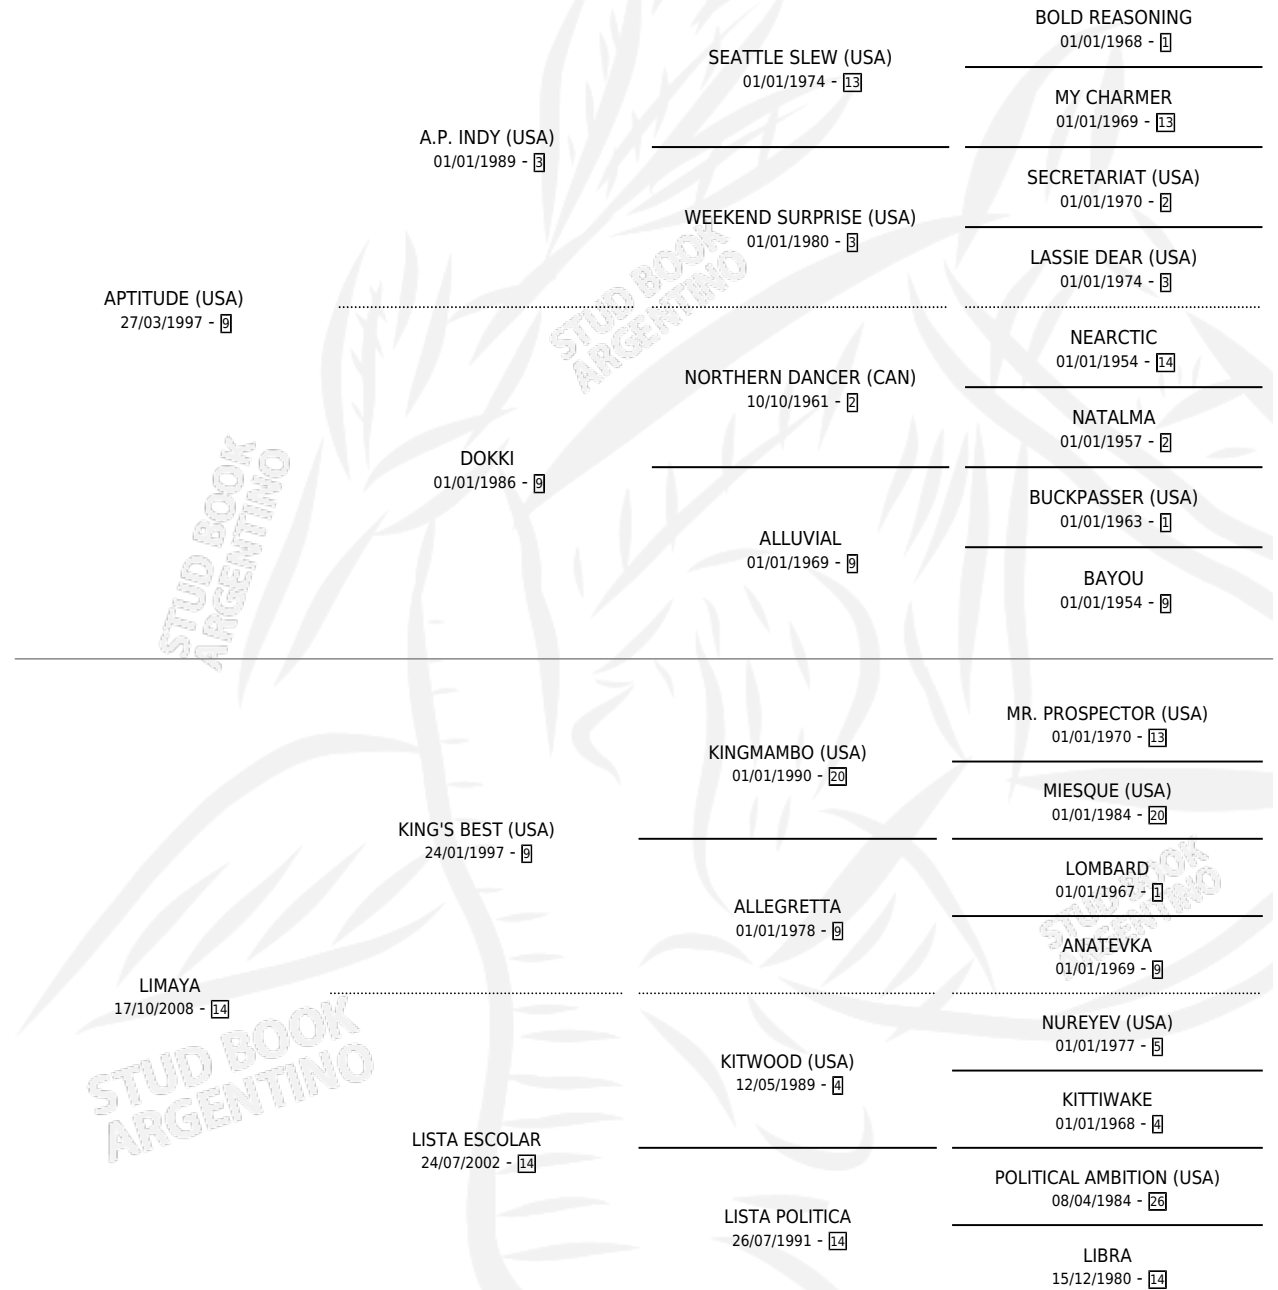 BOLD REASONING
01/01/1968 - 1
SEATTLE SLEW (USA)
01/01/1974 - 13
MY CHARMER
01/01/1969 - 13
A.P. INDY (USA)
01/01/1989 - 3
SECRETARIAT (USA)
01/01/1970 - 2
WEEKEND SURPRISE (USA)
01/01/1980 - 3
LASSIE DEAR (USA)
01/01/1974 - 3
STUD BOOK
ARGENTINO
APTITUDE (USA)
27/03/1997 - 9
NEARCTIC
01/01/1954 - 14
NORTHERN DANCER (CAN)
10/10/1961 - 2
NATALMA
01/01/1957 - 2
DOKKI
01/01/1986 - 9
BUCKPASSER (USA)
01/01/1963 - 1
ALLUVIAL
01/01/1969 - 9
BAYOU
01/01/1954 - 9
STUD BOOK
ARGENTINO
MR. PROSPECTOR (USA)
01/01/1970 - 13
KINGMAMBO (USA)
01/01/1990 - 20
MIESQUE (USA)
01/01/1984 - 20
KING'S BEST (USA)
24/01/1997 - 9
LOMBARD
01/01/1967 - 1
ALLEGRETTA
01/01/1978 - 9
ANATEVKA
01/01/1969 - 9
STUD BOOK
ARGENTINO
LIMAYA
17/10/2008 - 14
NUREYEV (USA)
01/01/1977 - 5
KITWOOD (USA)
12/05/1989 - 4
KITTIWAKE
01/01/1968 - 4
STUD BOOK
ARGENTINO
LISTA ESCOLAR
24/07/2002 - 14
POLITICAL AMBITION (USA)
08/04/1984 - 26
LISTA POLITICA
26/07/1991 - 14
LIBRA
15/12/1980 - 14